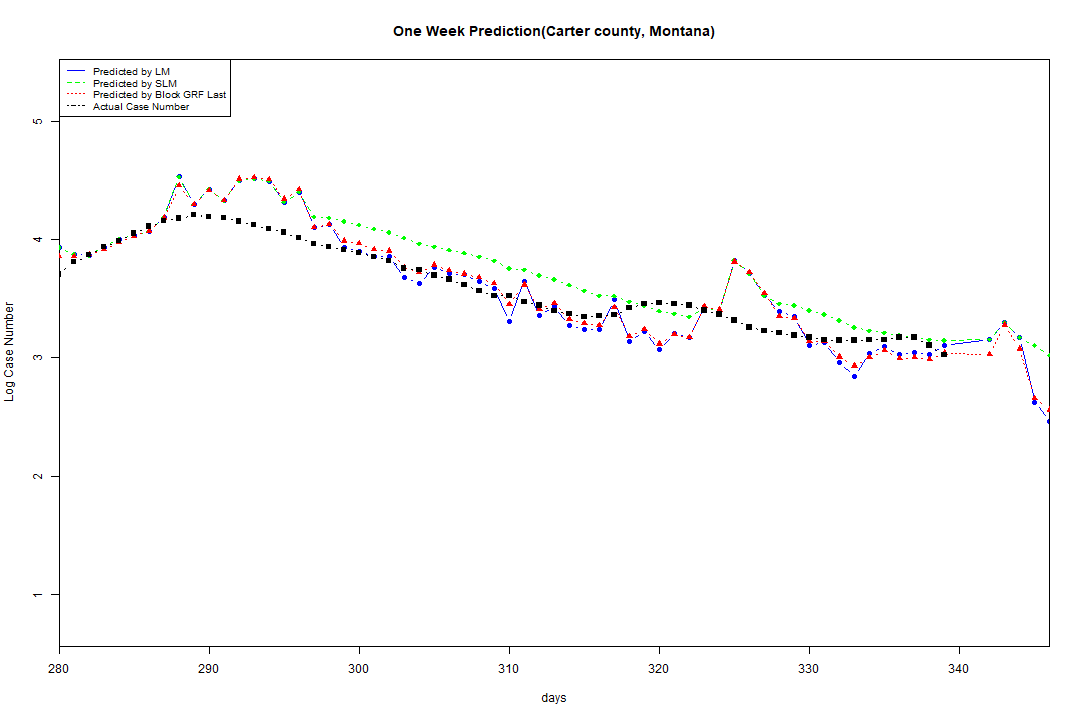 One Week Prediction(Carter county, Montana)
Predicted by LM
Predicted by SLM
Predicted by Block GRF Last
Actual Case Number
5
4
3
2
1
Log Case Number
280 290 300 310 320 330 340
days